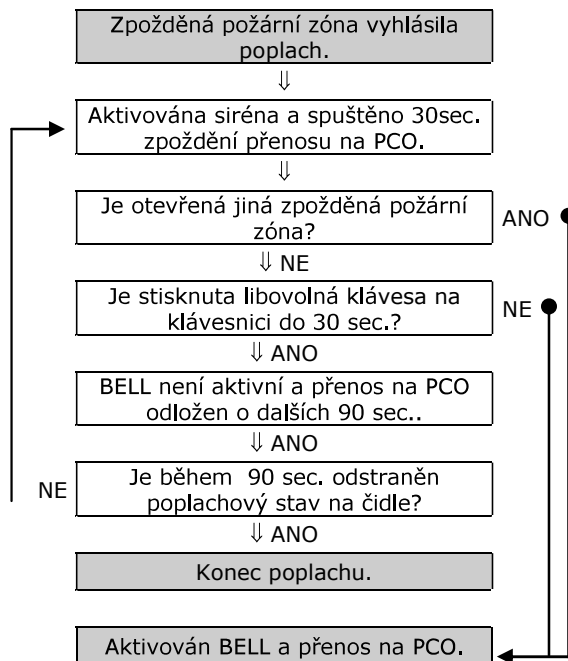 Zpožděná požární zóna vyhlásila
poplach.
⇓
Aktivována siréna a spuštěno 30sec.
zpoždění přenosu na PCO.
⇓
Je otevřená jiná zpožděná požární
zóna?
ANO
⇓ NE
Je stisknuta libovolná klávesa na
klávesnici do 30 sec.?
NE
⇓ ANO
BELL není aktivní a přenos na PCO
odložen o dalších 90 sec..
⇓ ANO
Je během 90 sec. odstraněn
poplachový stav na čidle?
NE
⇓ ANO
Konec poplachu.
Aktivován BELL a přenos na PCO.